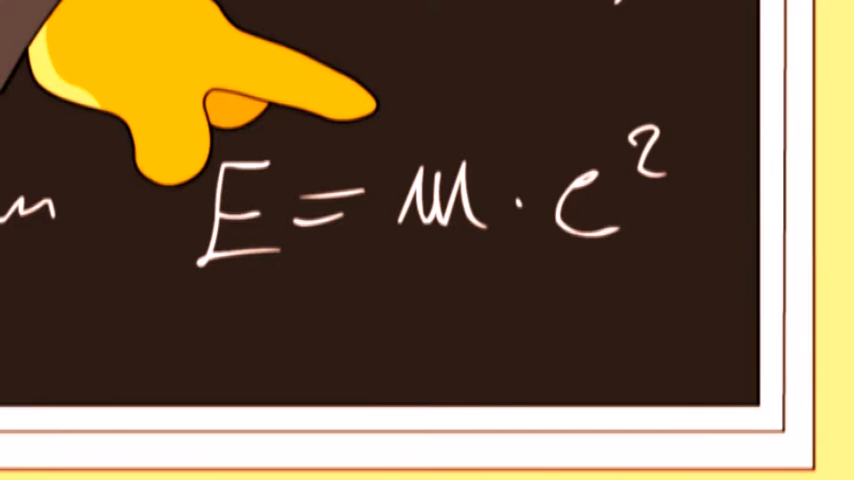 E = m · c²